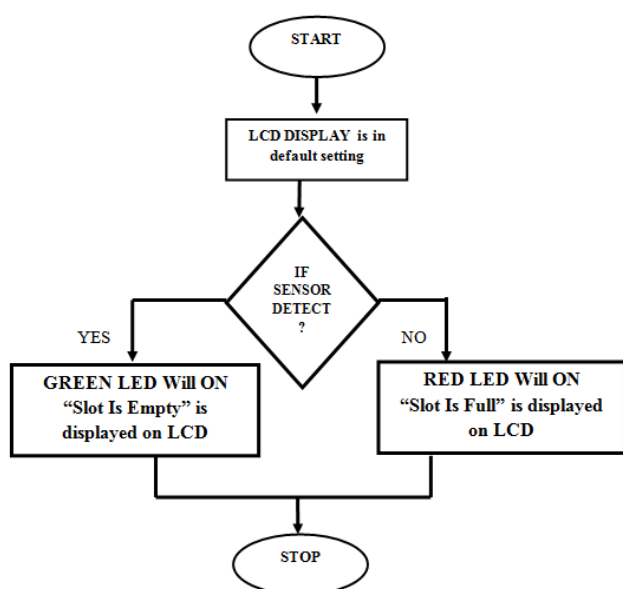 START
LCD DISPLAY is in
default setting
IF
SENSOR
DETECT
?
YES
NO
GREEN LED Will ON
“Slot Is Empty” is
displayed on LCD
RED LED Will ON
“Slot Is Full” is displayed
on LCD
STOP